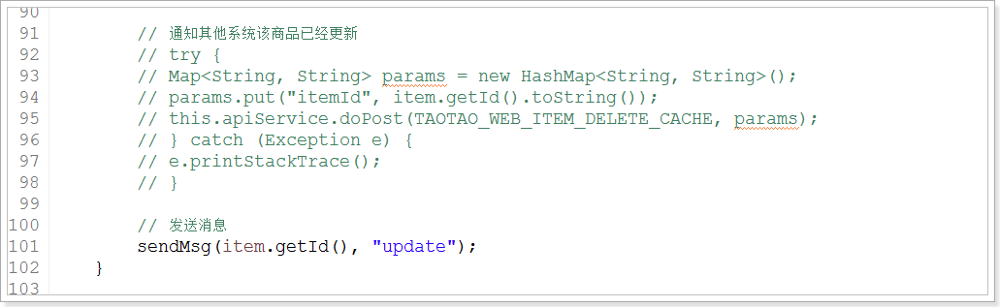 90
91 // 通知其他系统该商品已经更新
92 // try {
93 // Map<String, String> params = new HashMap<String, String>();
94 // params.put("itemId", item.getId().toString());
95 // this.apiService.doPost(TAOTAO_WEB_ITEM_DELETE_CACHE, params);
96 // } catch (Exception e) {
97 // e.printStackTrace();
98 // }
99
100 // 发送消息
101 sendMsg(item.getId(), "update");
102 }
103